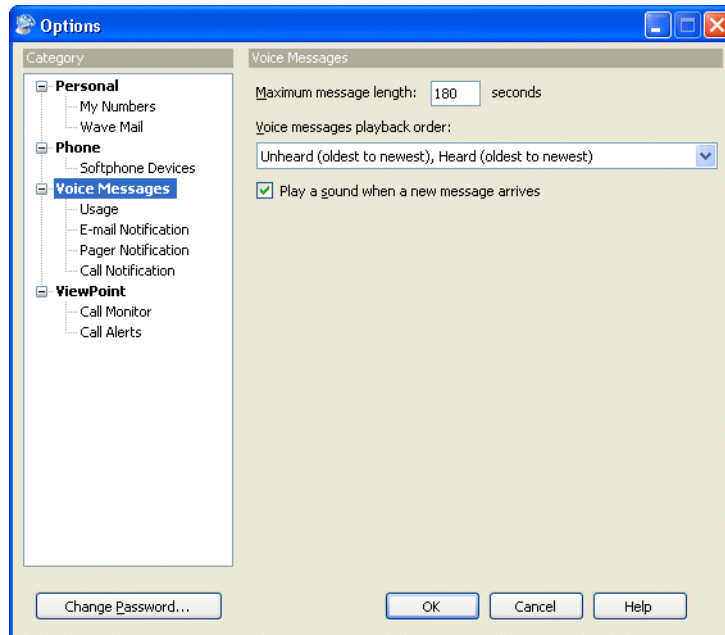 Options
Category
Personal
My Numbers
Wave Mail
Phone
Softphone Devices
Voice Messages
Usage
E-mail Notification
Pager Notification
Call Notification
ViewPoint
Call Monitor
Call Alerts
Voice Messages
Maximum message length: 180 seconds
Voice messages playback order:
Unheard (oldest to newest), Heard (oldest to newest)
Play a sound when a new message arrives
Change Password...
OK
Cancel
Help